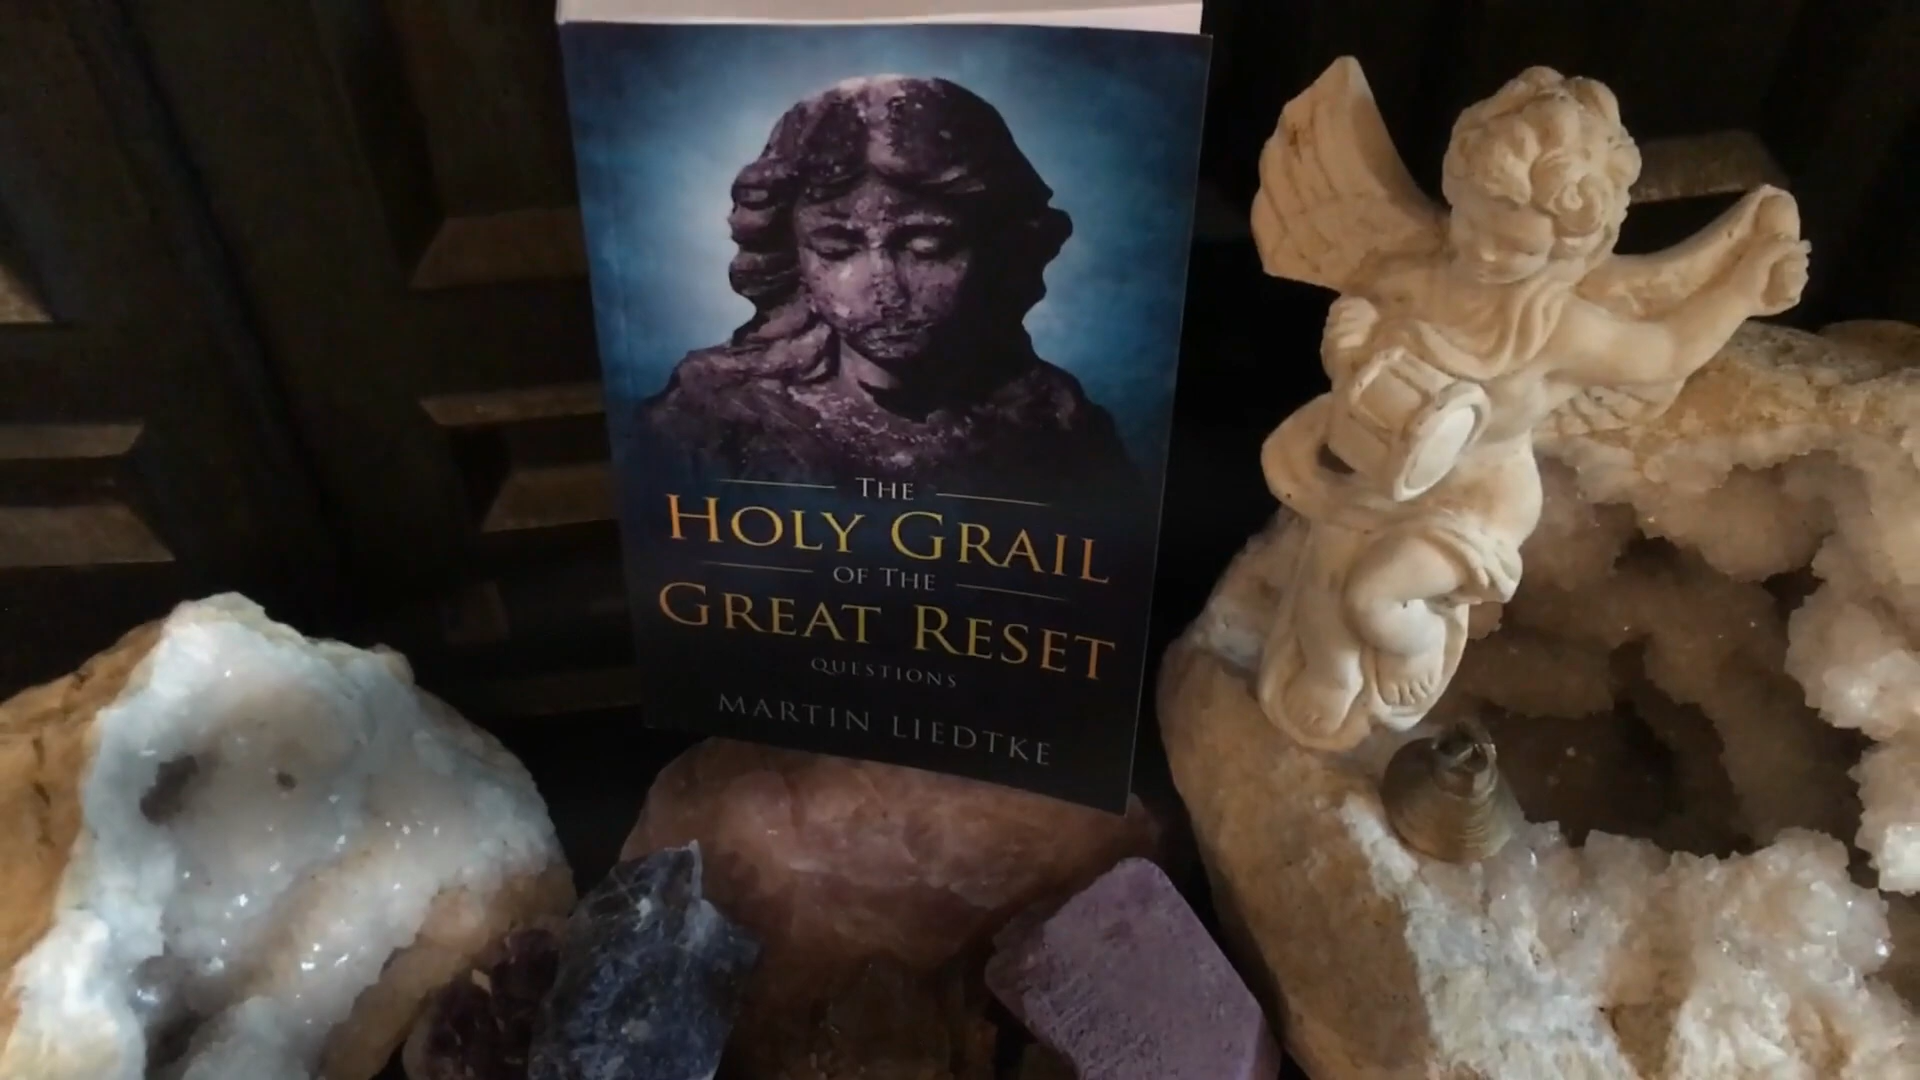 THE
HOLY GRAIL
OF THE
GREAT RESET
QUESTIONS
MARTIN LIEDTKE